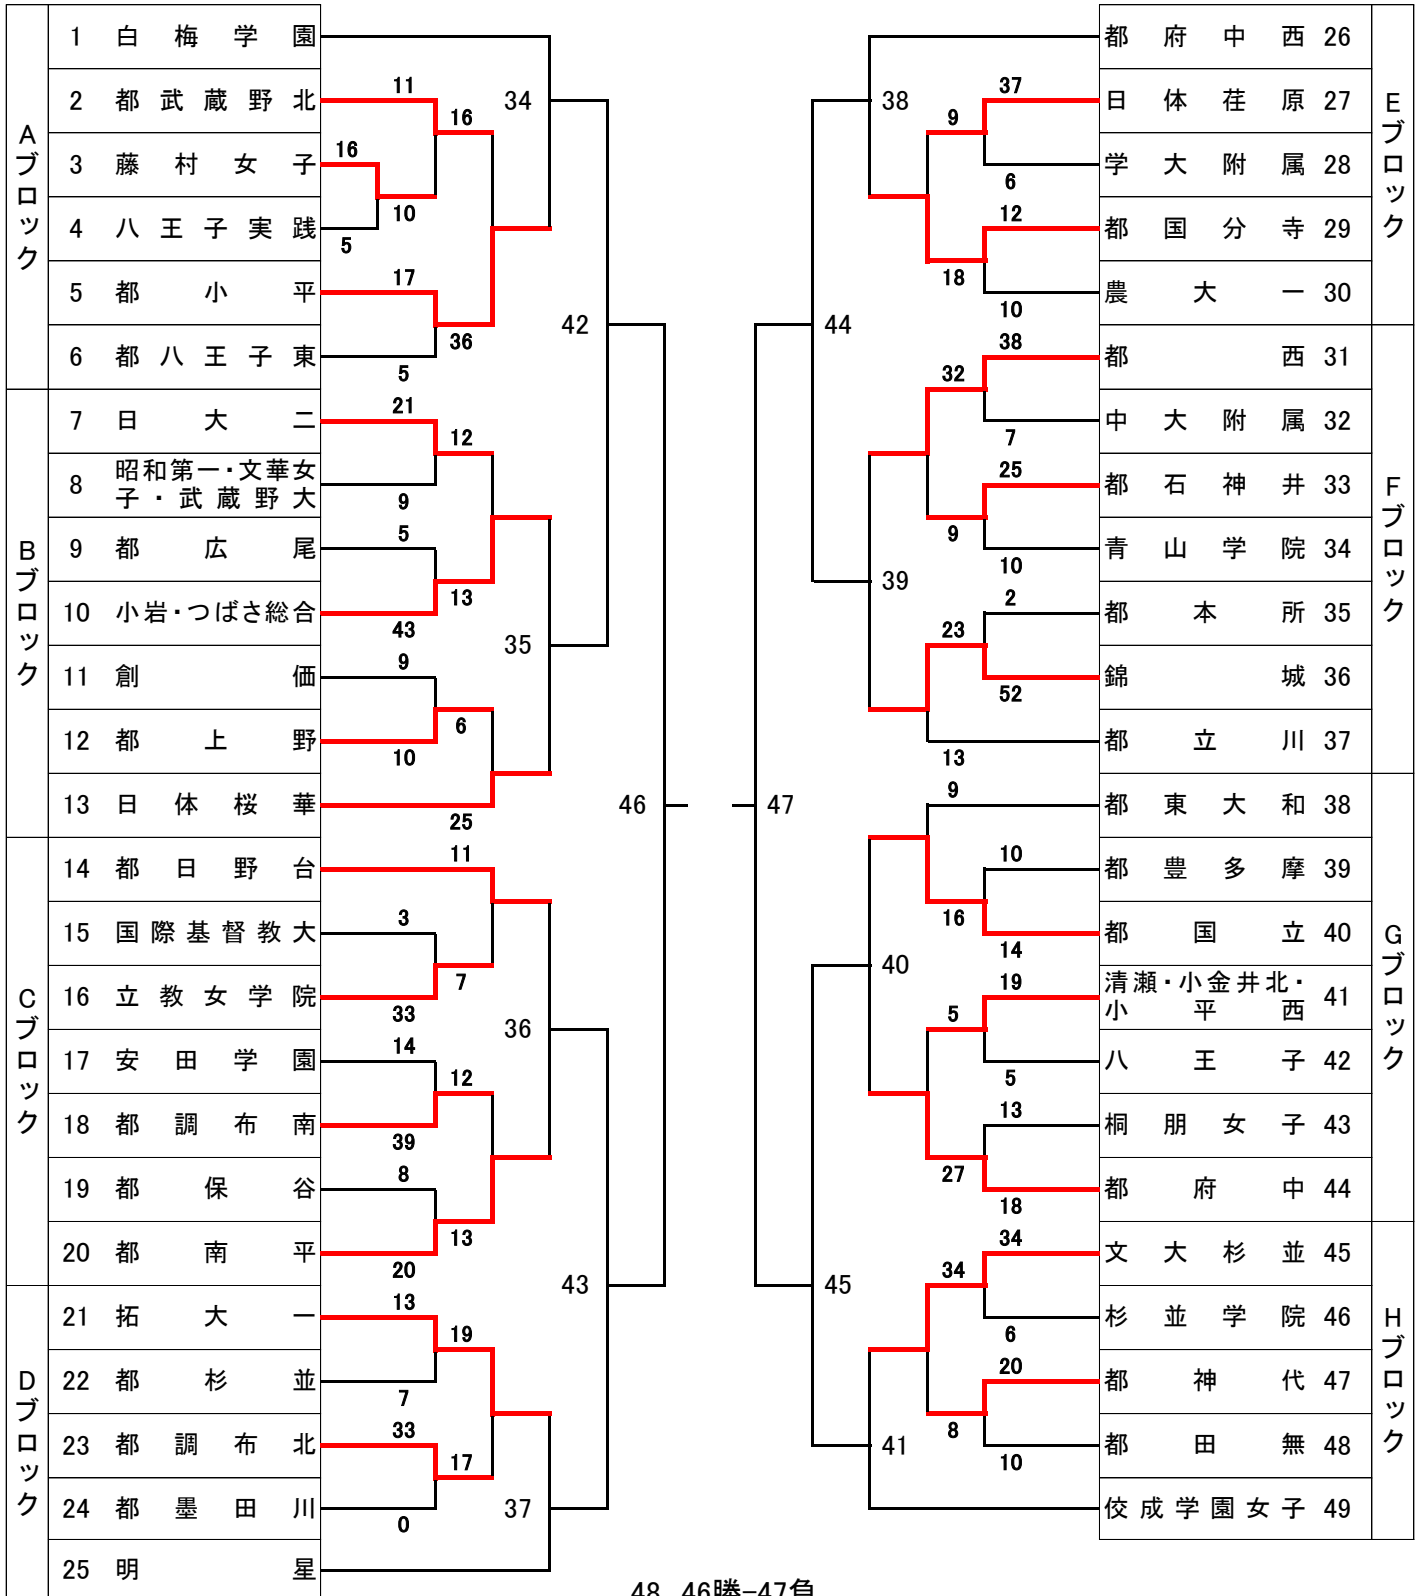 Aブロック
1 白梅学園
2 都武蔵野北
3 藤村女子
4 八王子実践
5 都小平
6 都八王子東
Bブロック
7 日大二
8 昭和第一・文華女
子・武蔵野大
9 都広尾
10 小岩・つばさ総合
11 創価
12 都上野
13 日体桜華
Cブロック
14 都日野台
15 国際基督教大
16 立教女学院
17 安田学園
18 都調布南
19 都保谷
20 都南平
Dブロック
21 拓大一
22 都杉並
23 都調布北
24 都墨田川
25 明星
11
16
16
10
5
17
36
5
21
12
9
5
13
43
9
6
10
25
11
3
7
33
14
12
39
8
13
20
13
19
7
33
17
0
34
35
36
37
42
43
46
47
44
45
38
39
40
41
37
9
6
12
18
10
38
32
7
25
9
10
2
23
52
13
9
10
16
14
19
5
5
13
27
18
34
34
6
20
8
10
都府中西 26
日体荏原 27
学大附属 28
都国分寺 29
農大一 30
Eブロック
都西 31
中大附属 32
都石神井 33
青山学院 34
都本所 35
錦城 36
都立川 37
Fブロック
都東大和 38
都豊多摩 39
都国立 40
清瀬・小金井北・
小平西 41
八王子 42
桐朋女子 43
都府中 44
Gブロック
文大杉並 45
杉並学院 46
都神代 47
都田無 48
佼成学園女子 49
Hブロック
48 46勝-47負